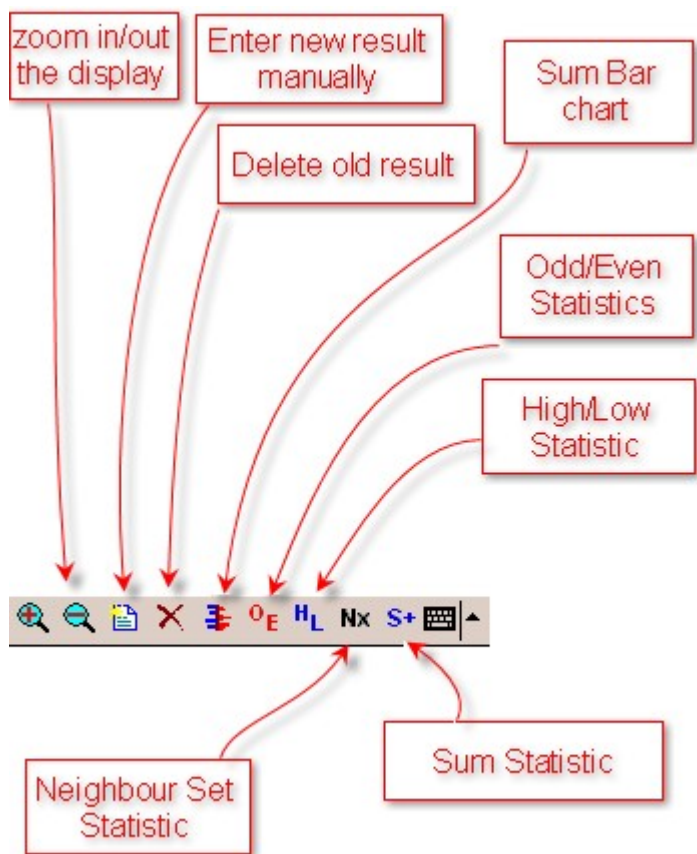 zoom in/out
the display
Enter new result
manually
Sum Bar
chart
Delete old result
Odd/Even
Statistics
High/Low
Statistic
OE HL Nx S+
Sum Statistic
Neighbour Set
Statistic